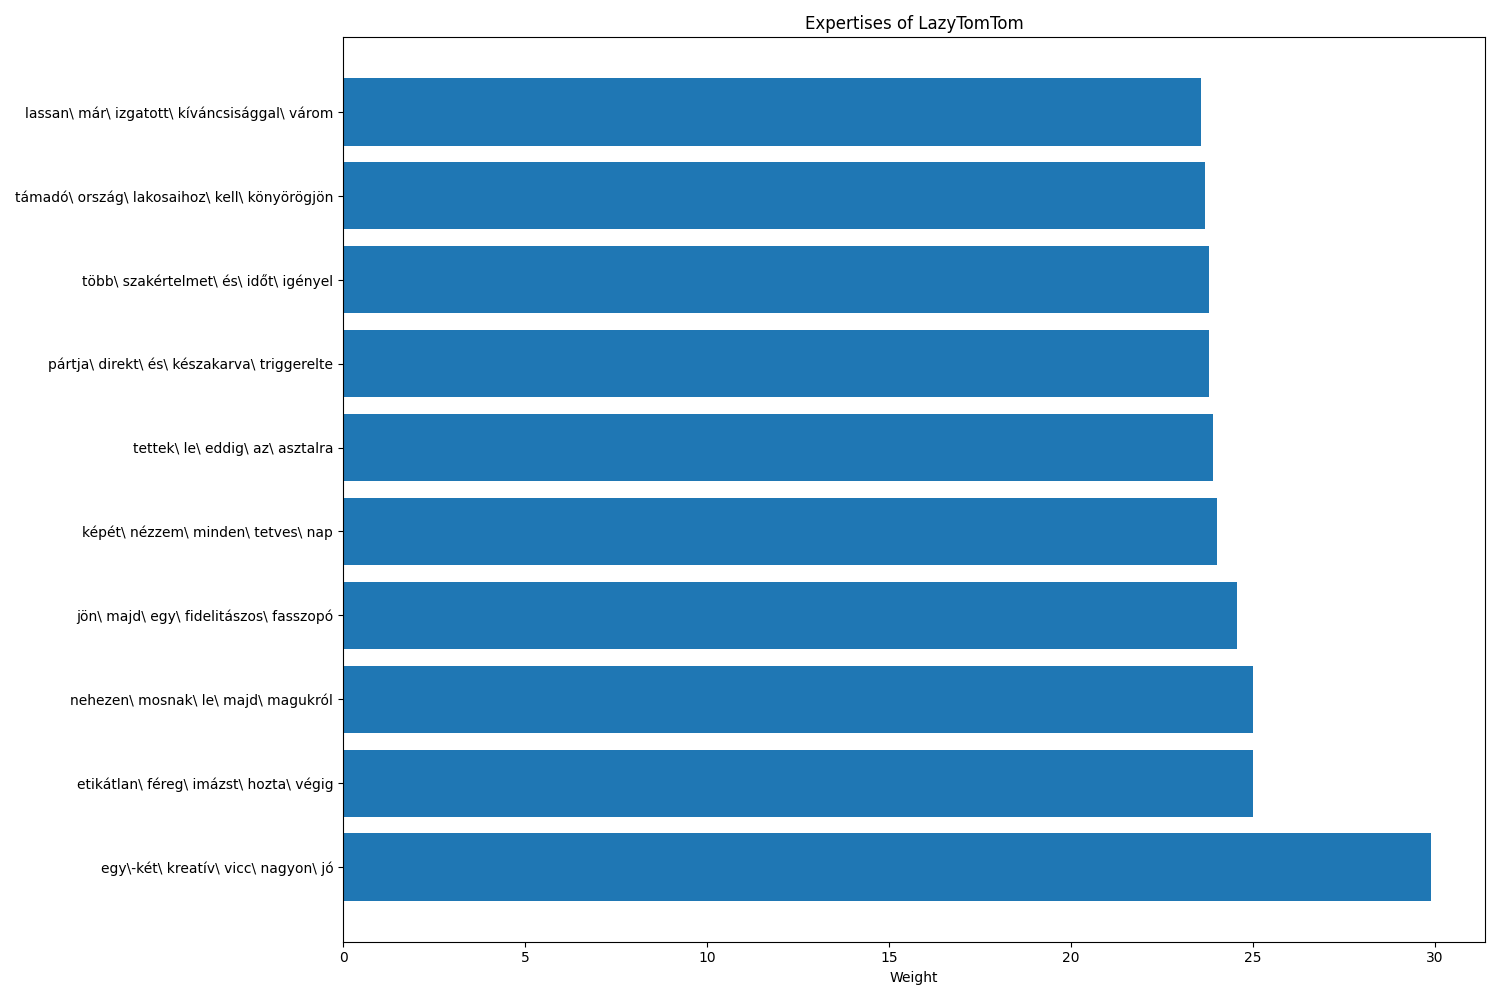 Expertises of LazyTomTom
lassan\ már\ izgatott\ kíváncsisággal\ várom
támadó\ ország\ lakosaihoz\ kell\ könyörögjön
több\ szakértelmet\ és\ időt\ igényel
pártja\ direkt\ és\ készakarva\ triggerelte
tettek\ le\ eddig\ az\ asztalra
képét\ nézzem\ minden\ tetves\ nap
jön\ majd\ egy\ fidelitászos\ fasszopó
nehezen\ mosnak\ le\ majd\ magukról
etikátlan\ féreg\ imázst\ hozta\ végig
egy\-két\ kreatív\ vicc\ nagyon\ jó
0 5 10 15 20 25 30
Weight